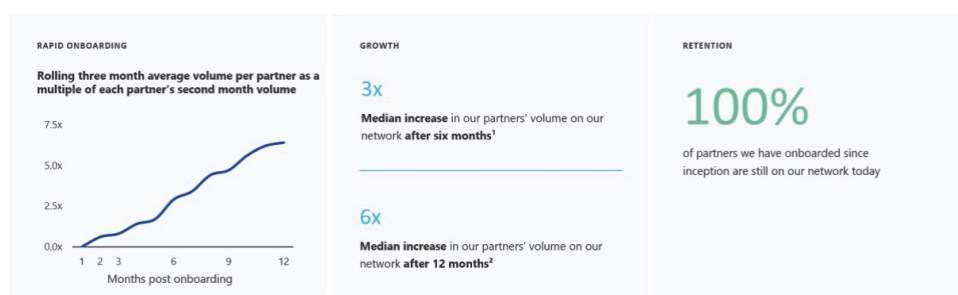 RAPID ONBOARDING
Rolling three month average volume per partner as a
multiple of each partner's second month volume
7.5x
5.0x
2.5x
0.0x
1 2 3 6 9 12
Months post onboarding
GROWTH
3x
Median increase in our partners' volume on our
network after six months¹
6x
Median increase in our partners' volume on our
network after 12 months²
RETENTION
100%
of partners we have onboarded since
inception are still on our network today